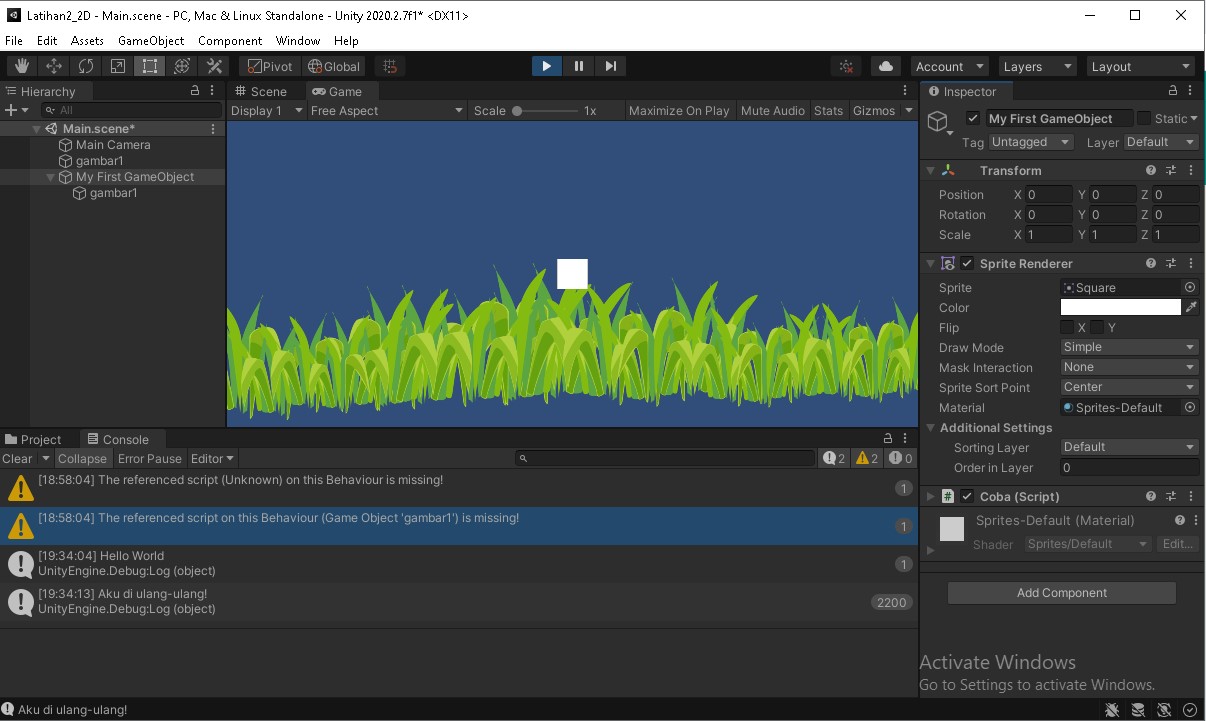 Latihan2_2D - Main.scene - PC, Mac & Linux Standalone - Unity 2020.2.7f1* <DX11>
File Edit Assets GameObject Component Window Help
Pivot Global Account Layers Layout
Hierarchy
All
Main.scene*
Main Camera
gambar1
My First GameObject
gambar1
Scene Game
Display 1 Free Aspect Scale 1x Maximize On Play Mute Audio Stats Gizmos
Inspector
My First GameObject Static
Tag Untagged Layer Default
Transform
Position X 0 Y 0 Z 0
Rotation X 0 Y 0 Z 0
Scale X 1 Y 1 Z 1
Sprite Renderer
Sprite Square
Color
Flip X Y
Draw Mode Simple
Mask Interaction None
Sprite Sort Point Center
Material Sprites-Default
Additional Settings
Sorting Layer Default
Order in Layer 0
# Coba (Script)
Sprites-Default (Material)
Shader Sprites/Default Edit...
Add Component
Project Console
Clear Collapse Error Pause Editor 2 2 0
[18:58:04] The referenced script (Unknown) on this Behaviour is missing! 1
[18:58:04] The referenced script on this Behaviour (Game Object 'gambar1') is missing! 1
[19:34:04] Hello World
UnityEngine.Debug:Log (object) 1
[19:34:13] Aku di ulang-ulang!
UnityEngine.Debug:Log (object) 2200
Activate Windows
Go to Settings to activate Windows.
Aku di ulang-ulang!